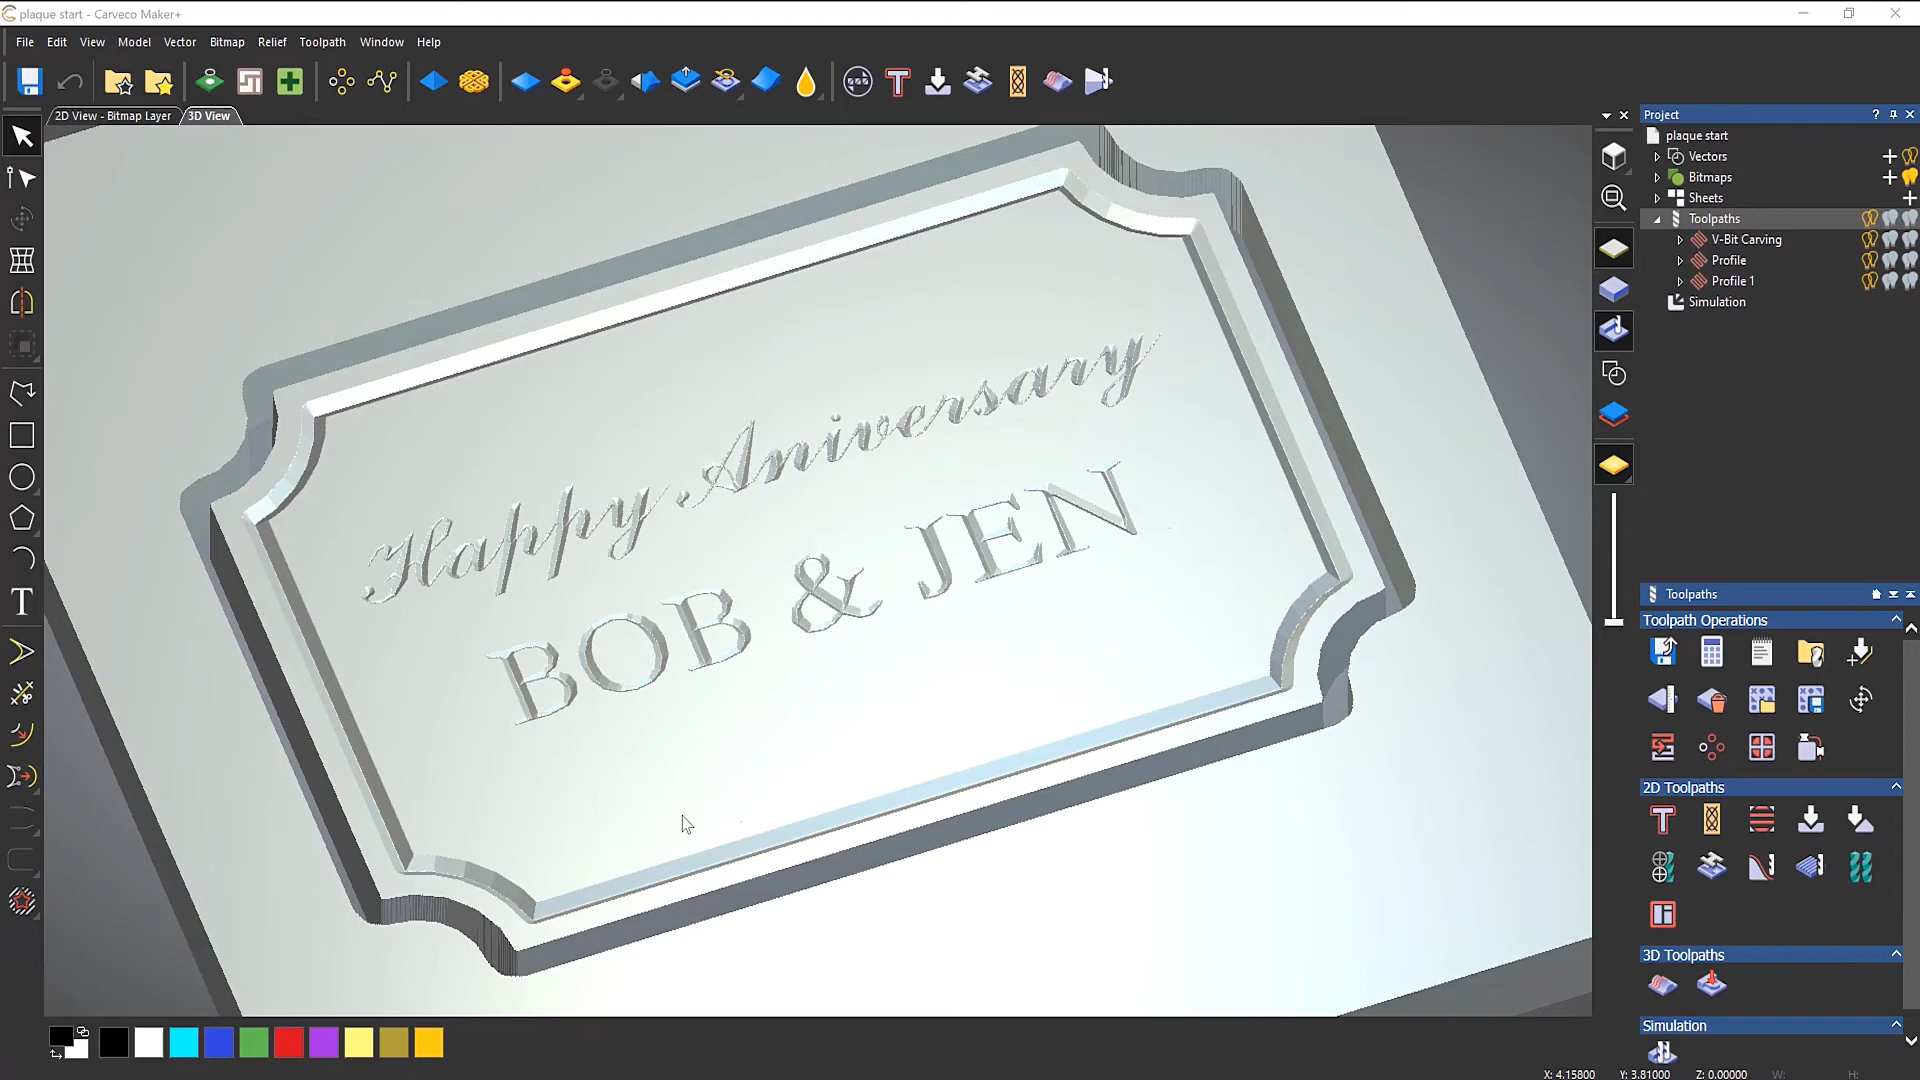 plaque start - Carveco Maker+
File Edit View Model Vector Bitmap Relief Toolpath Window Help
2D View - Bitmap Layer 3D View
Project
plaque start
Vectors
Bitmaps
Sheets
Toolpaths
V-Bit Carving
Profile
Profile 1
Simulation
Happy Aniversary
BOB & JEN
T
Toolpaths
Toolpath Operations
2D Toolpaths
3D Toolpaths
Simulation
X: 4.15800 Y: 3.81000 Z: 0.00000 W: H: